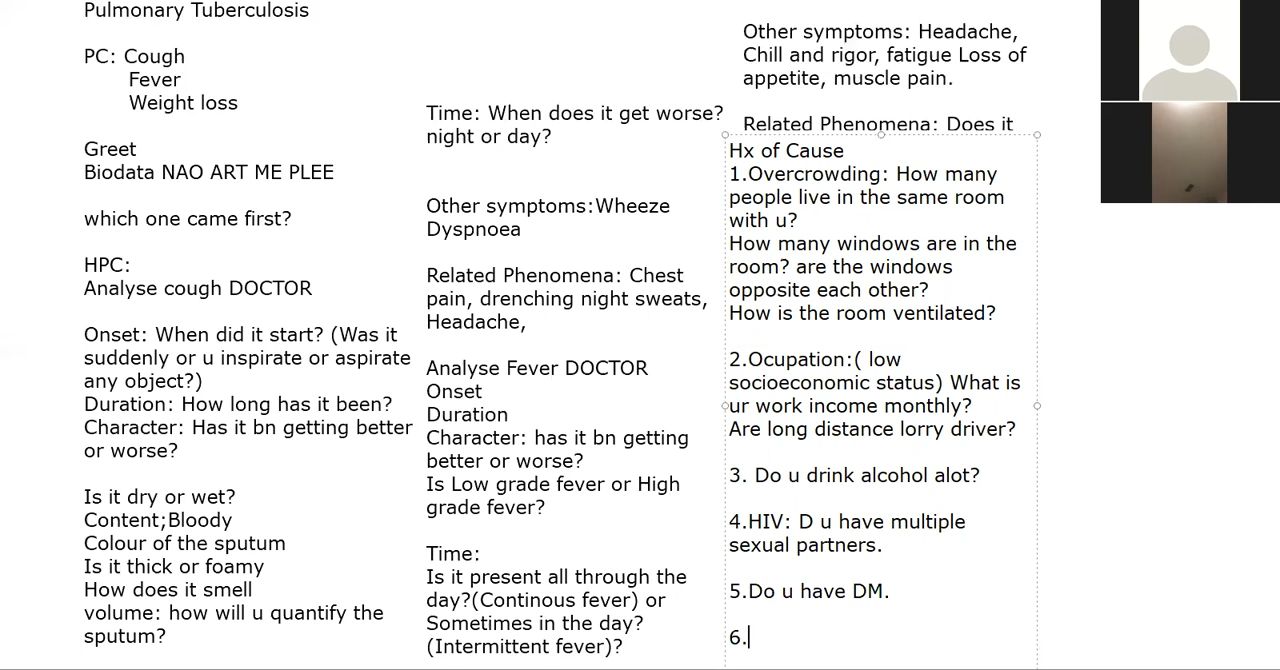 Pulmonary Tuberculosis
PC: Cough
Fever
Weight loss
Greet
Biodata NAO ART ME PLEE
which one came first?
HPC:
Analyse cough DOCTOR
Onset: When did it start? (Was it
suddenly or u inspirate or aspirate
any object?)
Duration: How long has it been?
Character: Has it bn getting better
or worse?
Is it dry or wet?
Content;Bloody
Colour of the sputum
Is it thick or foamy
How does it smell
volume: how will u quantify the
sputum?
Time: When does it get worse?
night or day?
Other symptoms:Wheeze
Dyspnoea
Related Phenomena: Chest
pain, drenching night sweats,
Headache,
Analyse Fever DOCTOR
Onset
Duration
Character: has it bn getting
better or worse?
Is Low grade fever or High
grade fever?
Time:
Is it present all through the
day?(Continous fever) or
Sometimes in the day?
(Intermittent fever)?
Other symptoms: Headache,
Chill and rigor, fatigue Loss of
appetite, muscle pain.
Related Phenomena: Does it
Hx of Cause
1.Overcrowding: How many
people live in the same room
with u?
How many windows are in the
room? are the windows
opposite each other?
How is the room ventilated?
2.Ocupation:( low
socioeconomic status) What is
ur work income monthly?
Are long distance lorry driver?
3. Do u drink alcohol alot?
4.HIV: D u have multiple
sexual partners.
5.Do u have DM.
6.